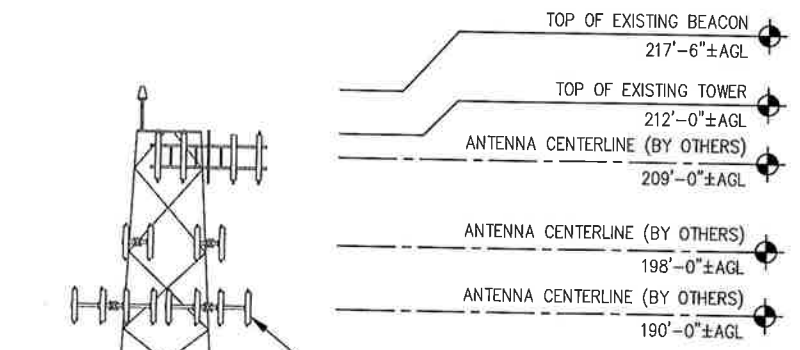 TOP OF EXISTING BEACON
217'-6"±AGL
TOP OF EXISTING TOWER
212'-0"±AGL
ANTENNA CENTERLINE (BY OTHERS)
209'-0"±AGL
ANTENNA CENTERLINE (BY OTHERS)
198'-0"±AGL
ANTENNA CENTERLINE (BY OTHERS)
190'-0"±AGL